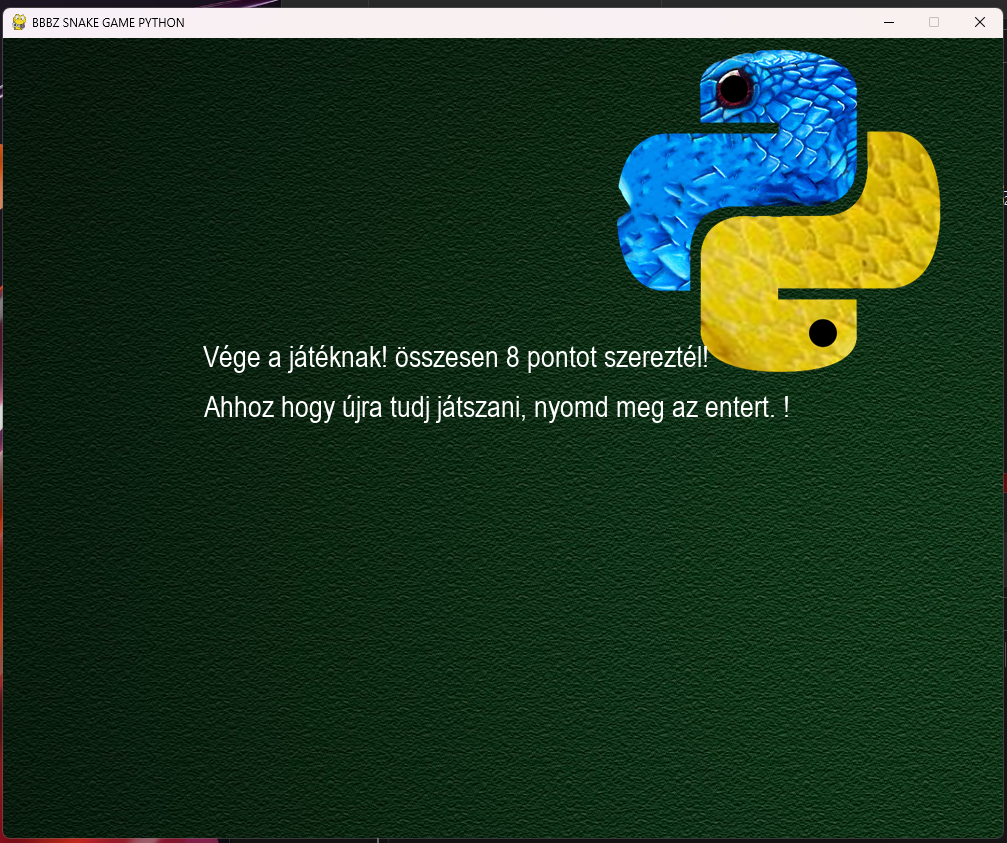 BBBZ SNAKE GAME PYTHON
Vége a játéknak! összesen 8 pontot szereztél!
Ahhoz hogy újra tudj játszani, nyomd meg az entert. !